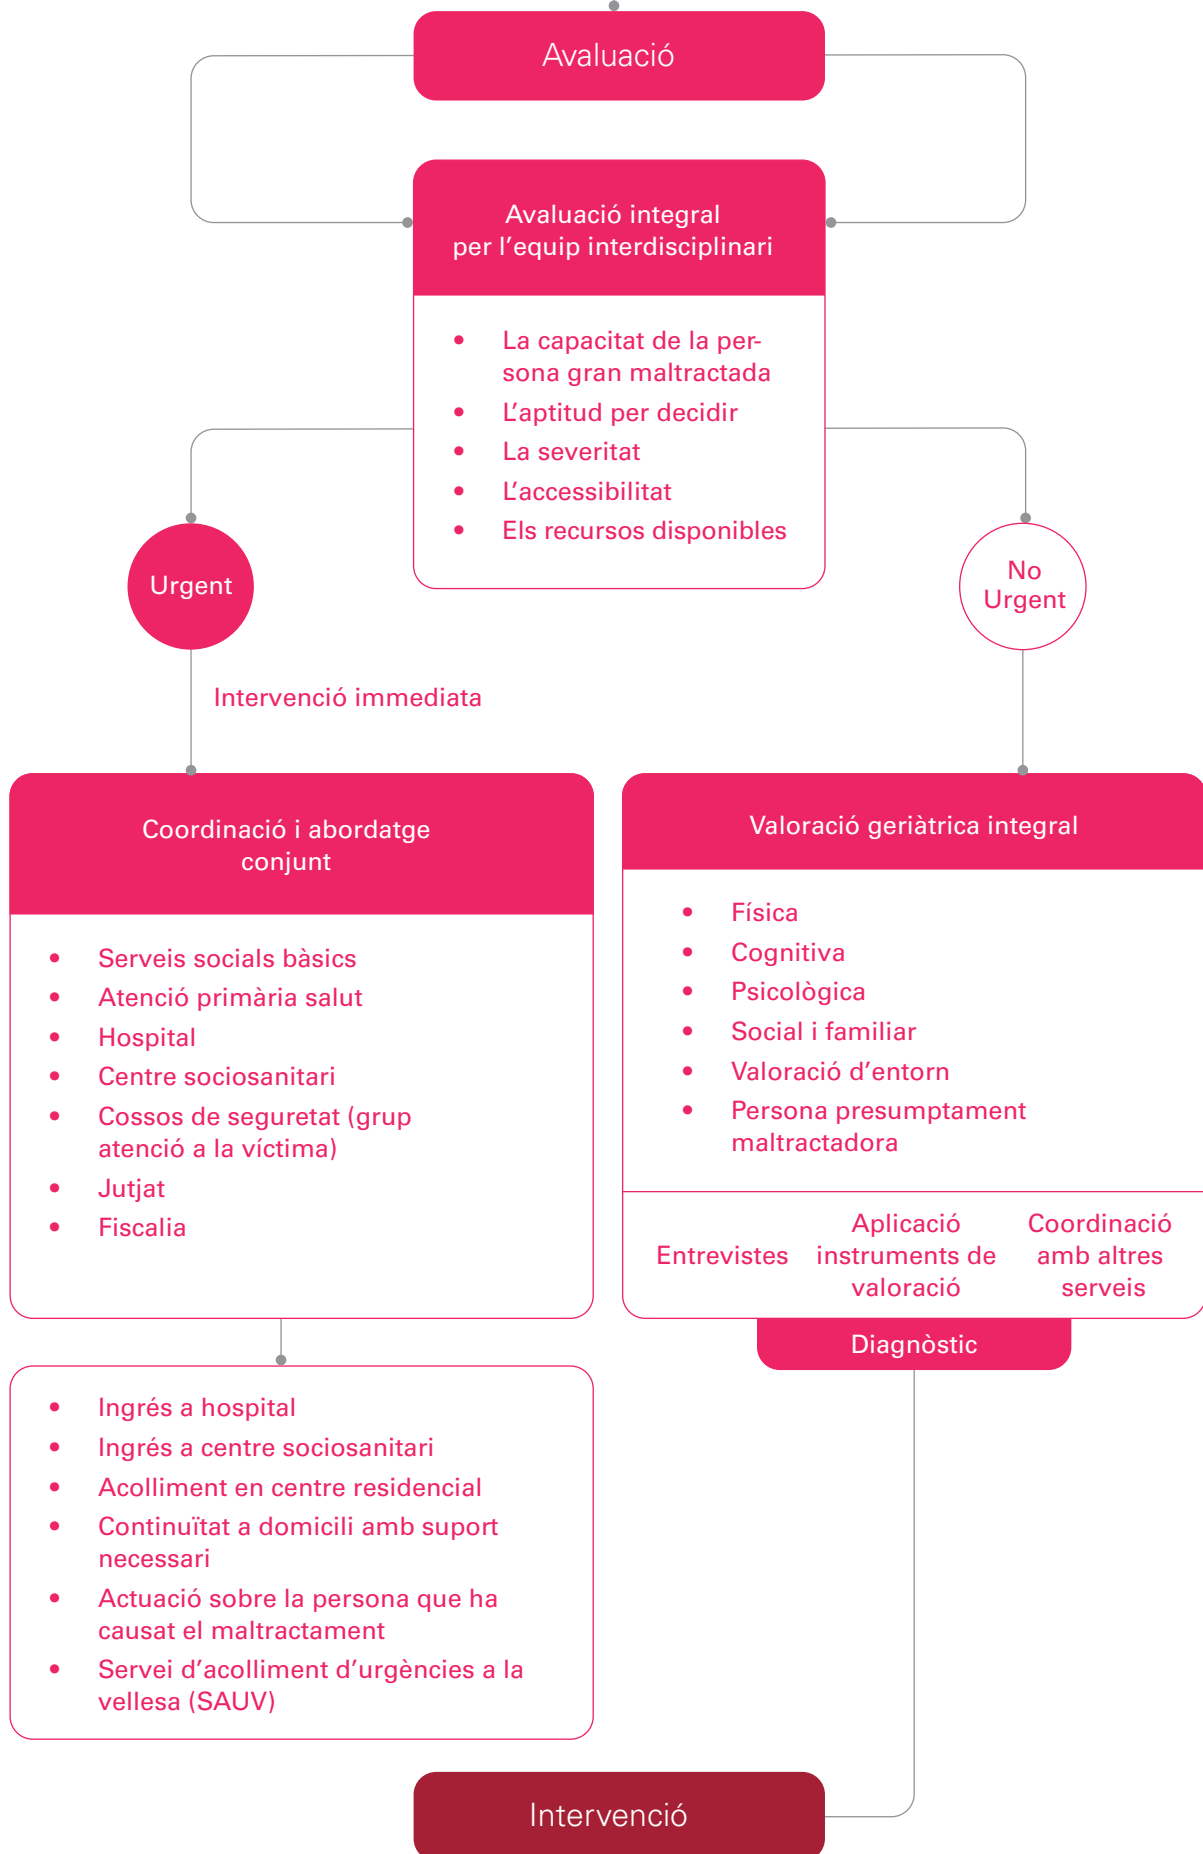 Avaluació
Avaluació integral
per l’equip interdisciplinari
• La capacitat de la per-
sona gran maltractada
• L’aptitud per decidir
• La severitat
• L’accessibilitat
• Els recursos disponibles
Urgent
No
Urgent
Intervenció immediata
Coordinació i abordatge
conjunt
• Serveis socials bàsics
• Atenció primària salut
• Hospital
• Centre sociosanitari
• Cossos de seguretat (grup
atenció a la víctima)
• Jutjat
• Fiscalia
Valoració geriàtrica integral
• Física
• Cognitiva
• Psicològica
• Social i familiar
• Valoració d’entorn
• Persona presumptament
maltractadora
Entrevistes
Aplicació
instruments de
valoració
Coordinació
amb altres
serveis
Diagnòstic
• Ingrés a hospital
• Ingrés a centre sociosanitari
• Acolliment en centre residencial
• Continuïtat a domicili amb suport
necessari
• Actuació sobre la persona que ha
causat el maltractament
• Servei d’acolliment d’urgències a la
vellesa (SAUV)
Intervenció